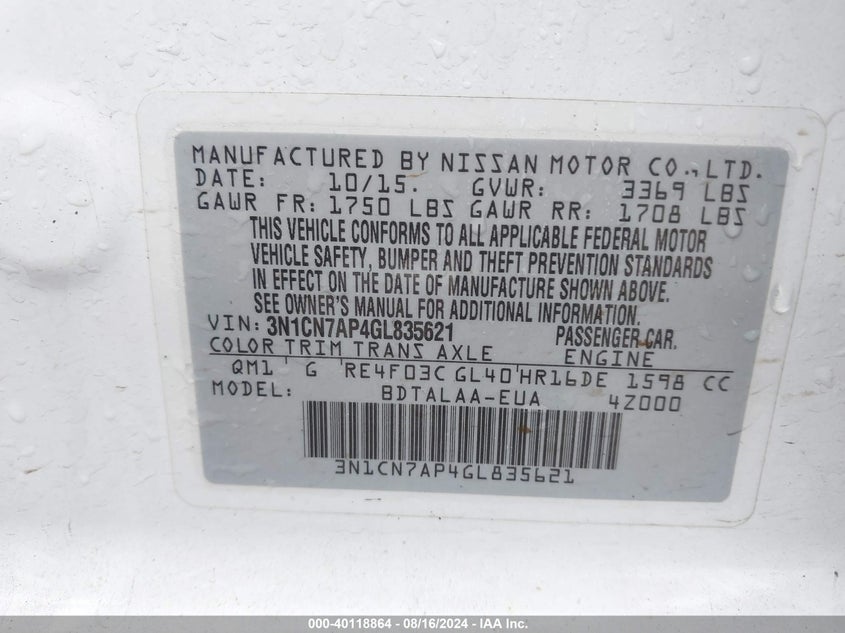 MANUFACTURED BY NISSAN MOTOR CO., LTD.
DATE: 10/15. GVWR: 3369 LBS
GAWR FR: 1750 LBS GAWR RR: 1708 LBS
THIS VEHICLE CONFORMS TO ALL APPLICABLE FEDERAL MOTOR
VEHICLE SAFETY, BUMPER AND THEFT PREVENTION STANDARDS
IN EFFECT ON THE DATE OF MANUFACTURE SHOWN ABOVE.
SEE OWNER'S MANUAL FOR ADDITIONAL INFORMATION.
VIN: 3N1CN7AP4GL835621 PASSENGER CAR.
COLOR TRIM TRANS AXLE ENGINE
QM1 G RE4F03C GL40 HR16DE 1598 CC
MODEL: BDTALAA-EUA 4Z000
3N1CN7AP4GL835621
000-40118864 - 08/16/2024 - IAA Inc.